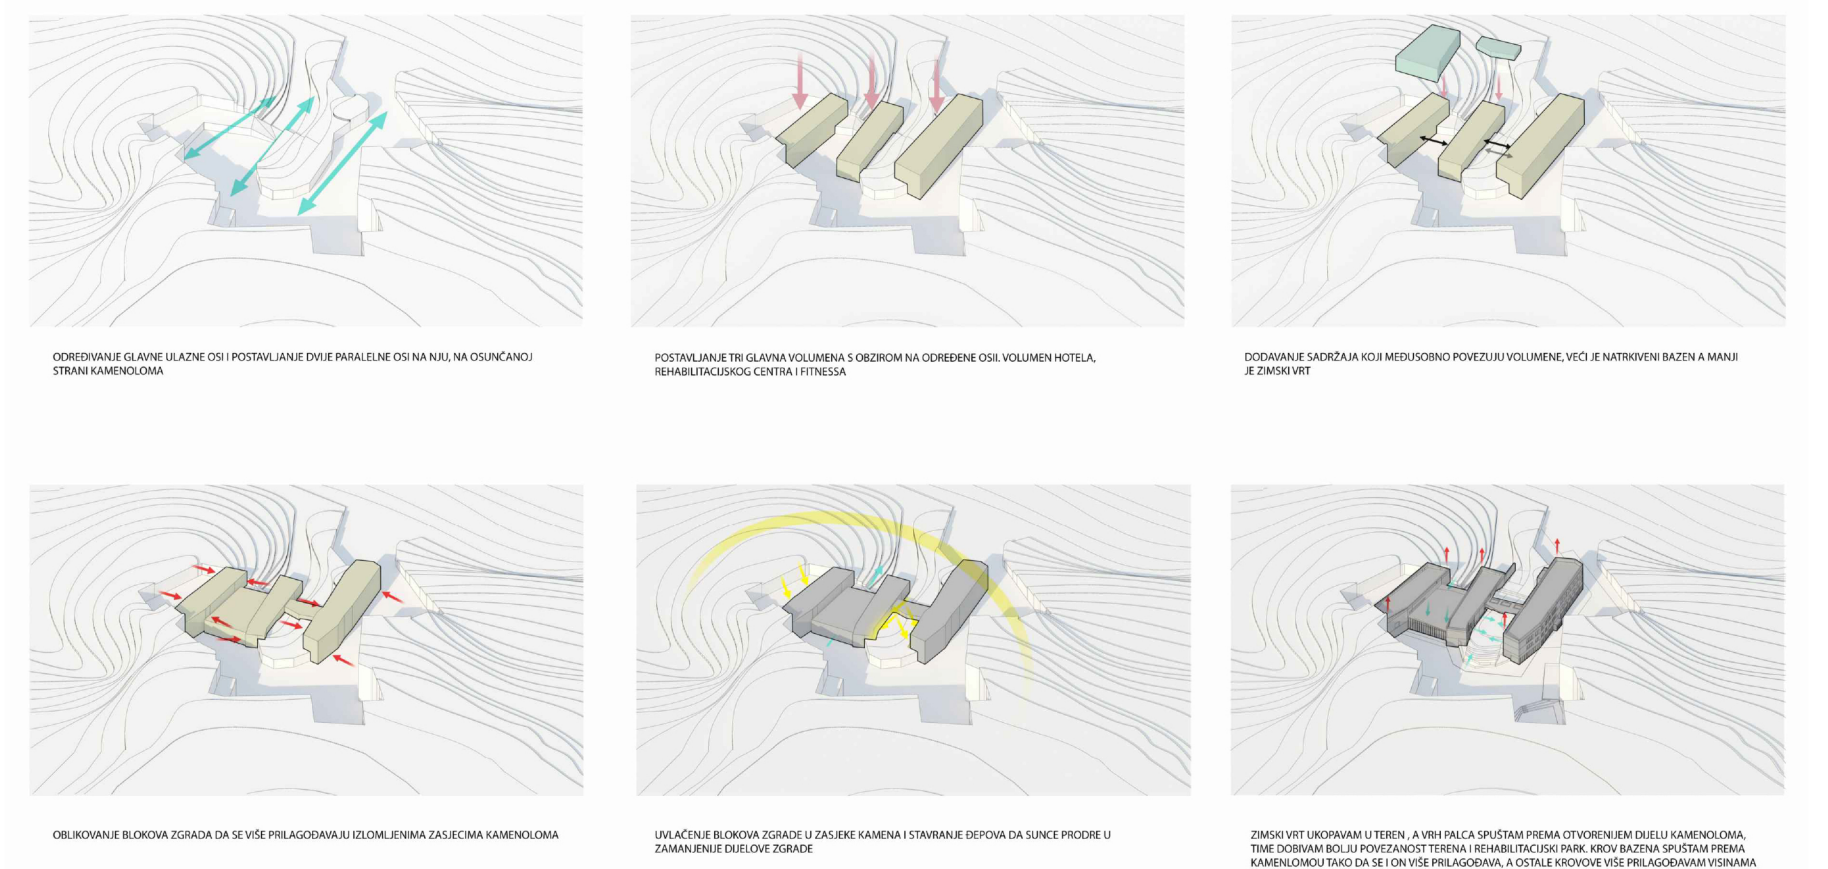 ODREĐIVANJE GLAVNE ULAZNE OSI I POSTAVLJANJE DVIJE PARALELNE OSI NA NJU, NA OSUNČANOJ
STRANI KAMENOLOMA
POSTAVLJANJE TRI GLAVNA VOLUMENA S OBZIROM NA ODREĐENE OSII. VOLUMEN HOTELA,
REHABILITACIJSKOG CENTRA I FITNESSA
DODAVANJE SADRŽAJA KOJI MEĐUSOBNO POVEZUJU VOLUMENE, VEĆI JE NATRKIVENI BAZEN A MANJI
JE ZIMSKI VRT
OBLIKOVANJE BLOKOVA ZGRADA DA SE VIŠE PRILAGOĐAVAJU IZLOMLJENIMA ZASJECIMA KAMENOLOMA
UVLAČENJE BLOKOVA ZGRADE U ZASJEKE KAMENA I STAVRANJE ĐEPOVA DA SUNCE PRODRE U
ZAMANJENIJE DIJELOVE ZGRADE
ZIMSKI VRT UKOPAVAM U TEREN , A VRH PALCA SPUŠTAM PREMA OTVORENIJEM DIJELU KAMENOLOMA,
TIME DOBIVAM BOLJU POVEZANOST TERENA I REHABILITACIJSKI PARK. KROV BAZENA SPUŠTAM PREMA
KAMENLOMOU TAKO DA SE I ON VIŠE PRILAGOĐAVA, A OSTALE KROVOVE VIŠE PRILAGOĐAVAM VISINAMA